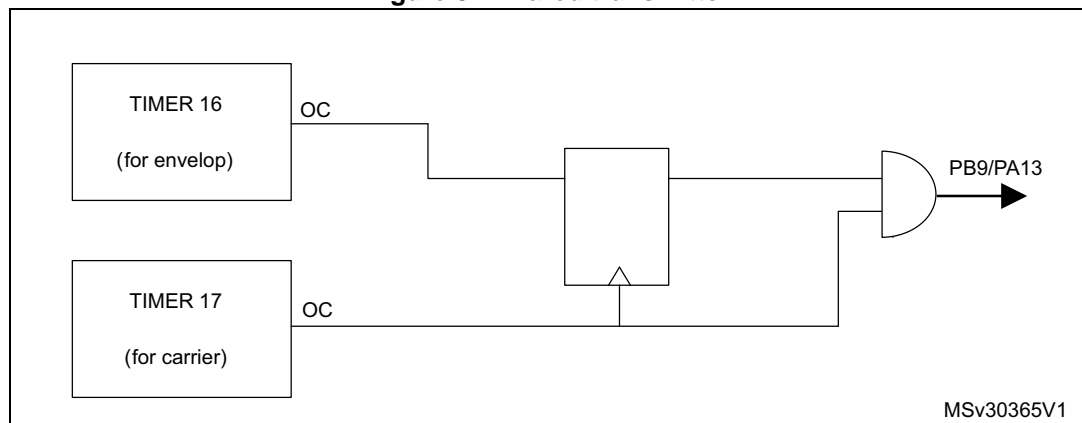 TIMER 16
(for envelop)
OC
PB9/PA13
TIMER 17
(for carrier)
OC
MSv30365V1